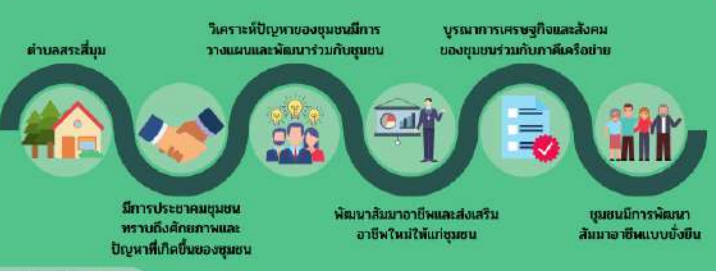 ตำบลสระสี่มุม
มีการประชาคมชุมชน
ทราบถึงศักยภาพและ
ปัญหาที่เกิดขึ้นของชุมชน
วิเคราะห์ปัญหาของชุมชนมีการ
วางแผนและพัฒนาร่วมกับชุมชน
พัฒนาสัมมาอาชีพและส่งเสริม
อาชีพใหม่ให้แก่ชุมชน
บูรณาการเศรษฐกิจและสังคม
ของชุมชนร่วมกับภาคีเครือข่าย
ชุมชนมีการพัฒนา
สัมมาอาชีพแบบยั่งยืน